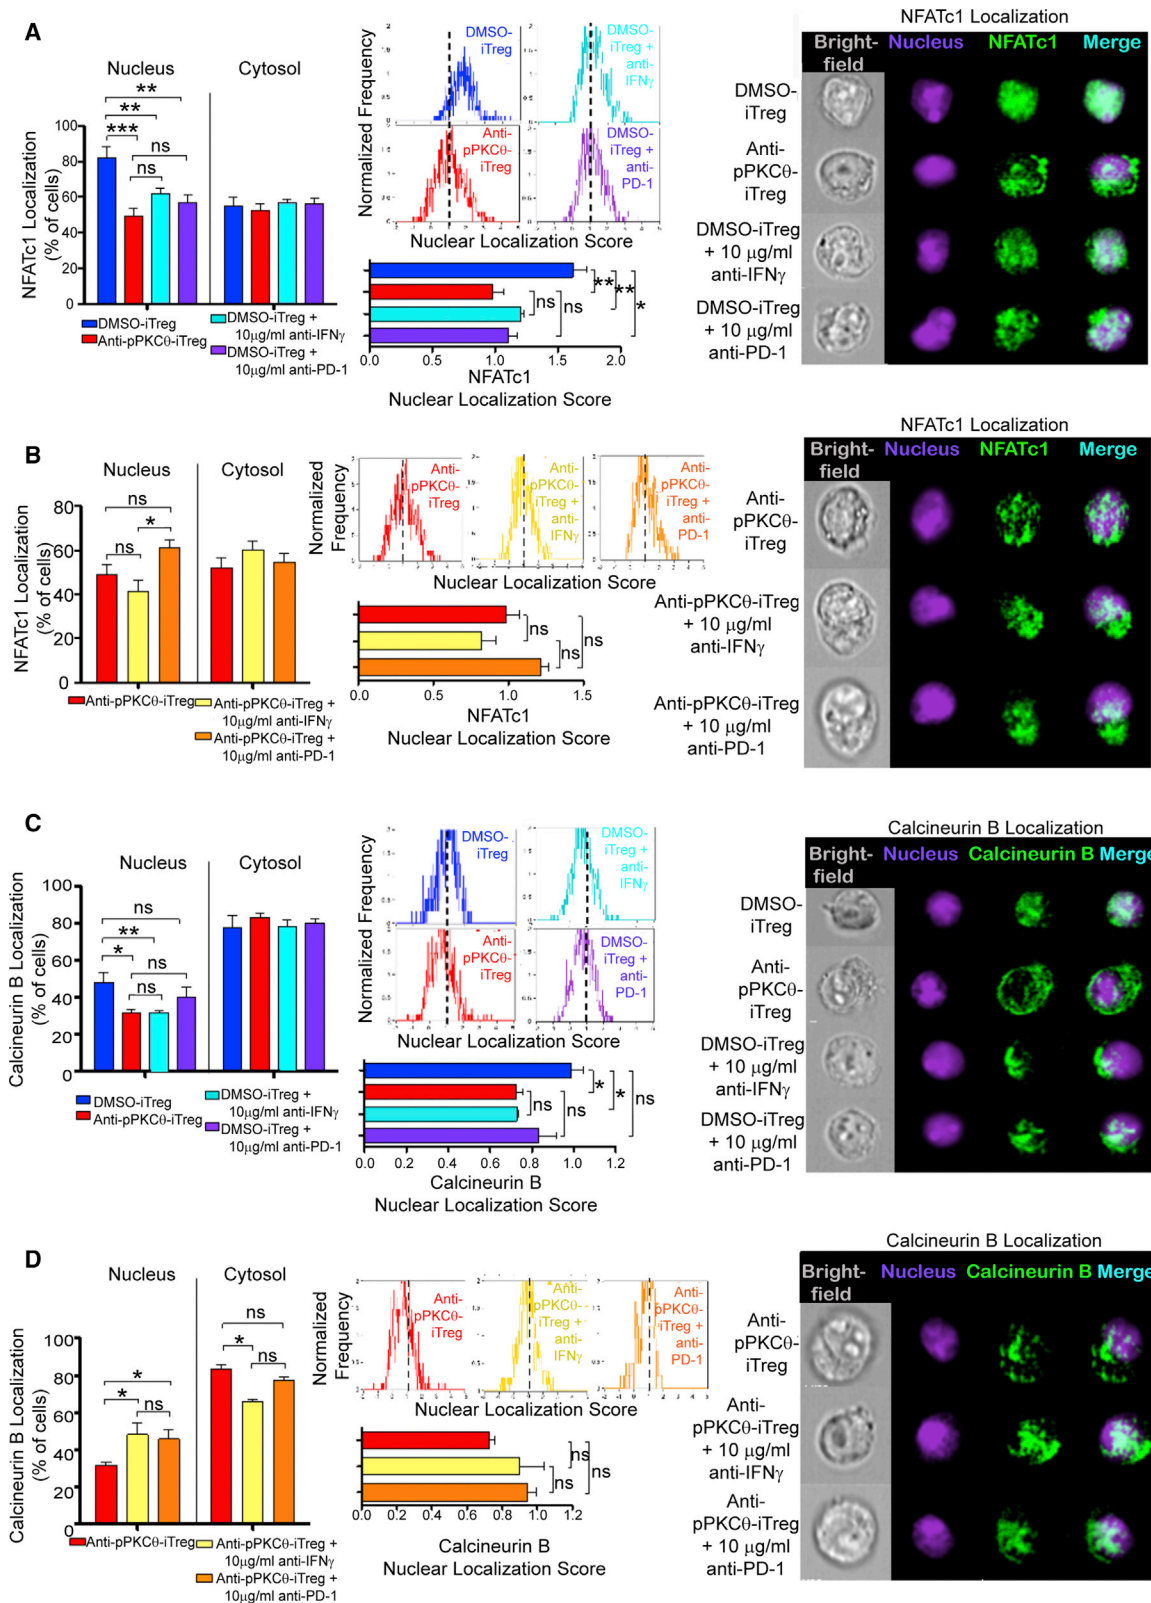 A
Nucleus
Cytosol
**
**
***
ns
ns
NFATc1 Localization
(% of cells)
100
80
60
40
20
0
DMSO-iTreg
Anti-pPKCθ-iTreg
DMSO-iTreg +
10μg/ml anti-IFNγ
DMSO-iTreg +
10μg/ml anti-PD-1
Normalized Frequency
DMSO-
iTreg
DMSO-
iTreg +
anti-
IFNγ
Anti-
pPKCθ-
iTreg
DMSO-
iTreg +
anti-
PD-1
Nuclear Localization Score
ns
ns
**
**
*
0.0 0.5 1.0 1.5 2.0
NFATc1
Nuclear Localization Score
NFATc1 Localization
Bright-
field
Nucleus
NFATc1
Merge
DMSO-
iTreg
Anti-
pPKCθ-
iTreg
DMSO-iTreg
+ 10 μg/ml
anti-IFNγ
DMSO-iTreg
+ 10 μg/ml
anti-PD-1
B
Nucleus
Cytosol
ns
*
ns
NFATc1 Localization
(% of cells)
80
60
40
20
0
Anti-pPKCθ-iTreg
Anti-pPKCθ-iTreg +
10μg/ml anti-IFNγ
Anti-pPKCθ-iTreg +
10μg/ml anti-PD-1
Normalized
Frequency
Anti-
pPKCθ-
iTreg
Anti-
pPKCθ-
iTreg +
anti-
IFNγ
Anti-
pPKCθ-
iTreg +
anti-
PD-1
Nuclear Localization Score
ns
ns
ns
0.0 0.5 1.0 1.5
NFATc1
Nuclear Localization Score
NFATc1 Localization
Bright-
field
Nucleus
NFATc1
Merge
Anti-
pPKCθ-
iTreg
Anti-pPKCθ-iTreg
+ 10 μg/ml
anti-IFNγ
Anti-pPKCθ-iTreg
+ 10 μg/ml
anti-PD-1
C
Nucleus
Cytosol
ns
**
*
ns
ns
Calcineurin B Localization
(% of cells)
100
80
60
40
20
0
DMSO-iTreg
Anti-pPKCθ-iTreg
DMSO-iTreg +
10μg/ml anti-IFNγ
DMSO-iTreg +
10μg/ml anti-PD-1
Normalized Frequency
DMSO-
iTreg
DMSO-
iTreg +
anti-
IFNγ
Anti-
pPKCθ-
iTreg
DMSO-
iTreg +
anti-
PD-1
Nuclear Localization Score
ns
ns
*
*
ns
0.0 0.2 0.4 0.6 0.8 1.0 1.2
Calcineurin B
Nuclear Localization Score
Calcineurin B Localization
Bright-
field
Nucleus
Calcineurin B
Merge
DMSO-
iTreg
Anti-
pPKCθ-
iTreg
DMSO-iTreg
+ 10 μg/ml
anti-IFNγ
DMSO-iTreg
+ 10 μg/ml
anti-PD-1
D
Nucleus
Cytosol
*
*
ns
ns
*
ns
Calcineurin B Localization
(% of cells)
100
80
60
40
20
0
Anti-pPKCθ-iTreg
Anti-pPKCθ-iTreg +
10μg/ml anti-IFNγ
Anti-pPKCθ-iTreg +
10μg/ml anti-PD-1
Normalized
Frequency
Anti-
pPKCθ-
iTreg
Anti-
pPKCθ-
iTreg +
anti-
IFNγ
Anti-
pPKCθ-
iTreg +
anti-
PD-1
Nuclear Localization Score
ns
ns
ns
0.0 0.2 0.4 0.6 0.8 1.0 1.2
Calcineurin B
Nuclear Localization Score
Calcineurin B Localization
Bright-
field
Nucleus
Calcineurin B
Merge
Anti-
pPKCθ-
iTreg
Anti-
pPKCθ-iTreg
+ 10 μg/ml
anti-IFNγ
Anti-
pPKCθ-iTreg
+ 10 μg/ml
anti-PD-1